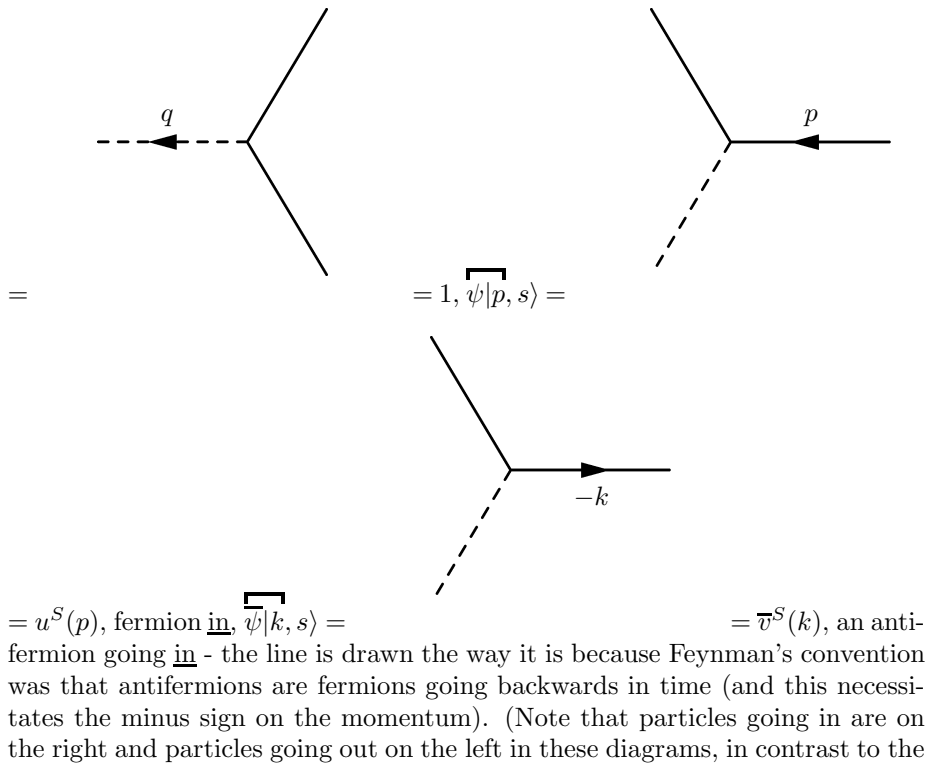 q
p
= = 1, ψ|p, s⟩ =
−k
= u^S(p), fermion in, \overline{ψ}|k, s⟩ = = \overline{v}^S(k), an anti-
fermion going in - the line is drawn the way it is because Feynman's convention
was that antifermions are fermions going backwards in time (and this necessi-
tates the minus sign on the momentum). (Note that particles going in are on
the right and particles going out on the left in these diagrams, in contrast to the